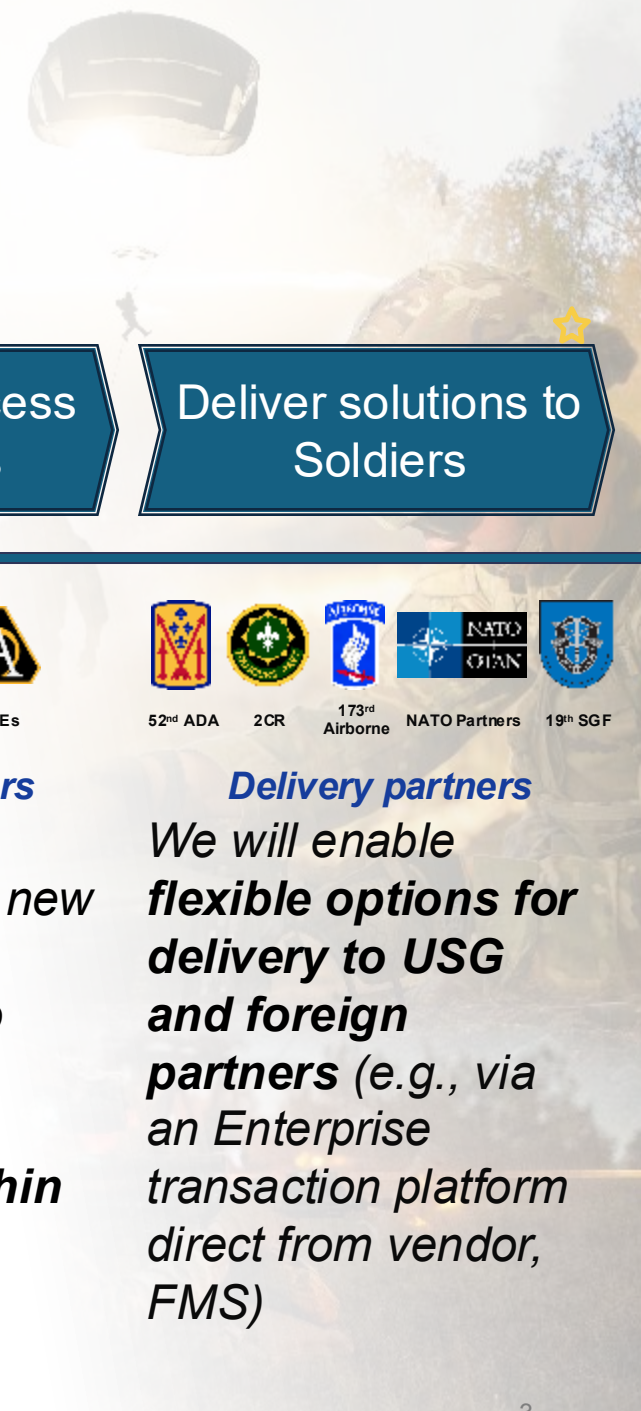 cess
Deliver solutions to
Soldiers
AIRBORNE
NATO
OTAN
Es
52nd ADA
2CR
173rd
Airborne
NATO Partners
19th SGF
rs
new
hin
Delivery partners
We will enable
flexible options for
delivery to USG
and foreign
partners (e.g., via
an Enterprise
transaction platform
direct from vendor,
FMS)